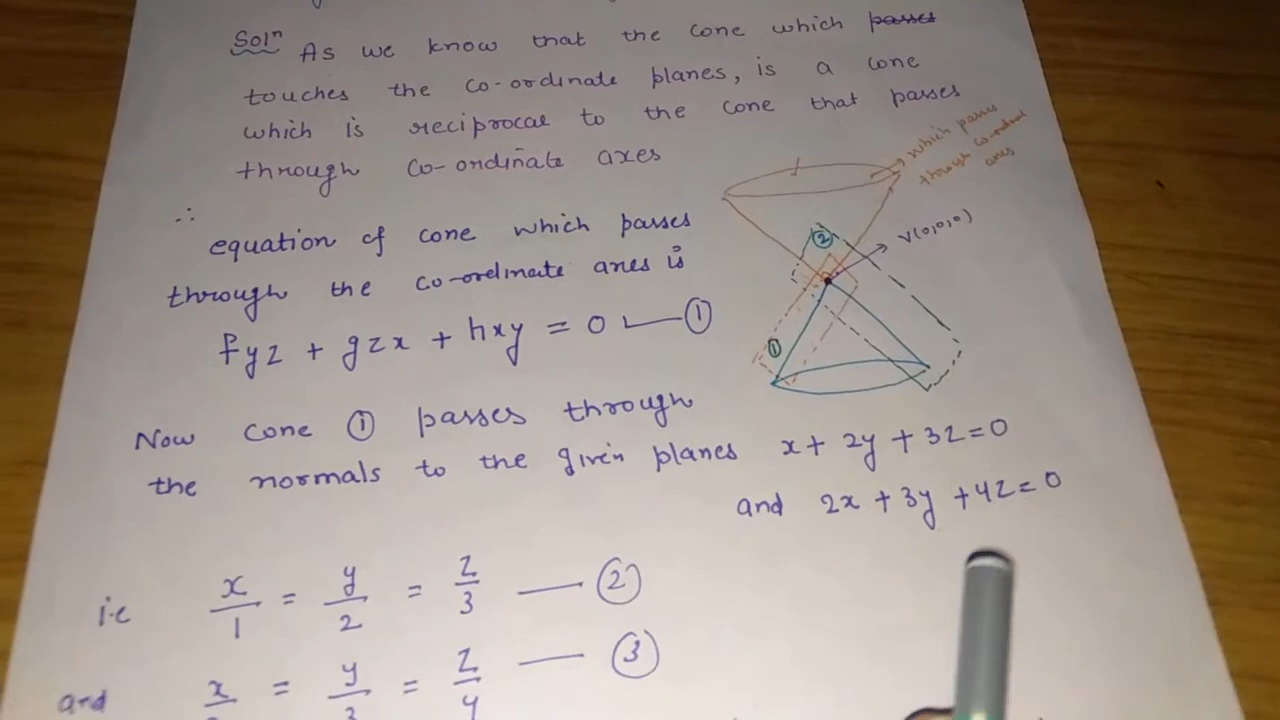 Solⁿ As we know that the cone which passes
touches the co-ordinate planes, is a cone
which is reciprocal to the cone that passes
through co-ordinate axes
which passes
through co-ordinate
axes
∴ equation of cone which passes
through the co-ordinate axes is
fyz + gzx + hxy = 0 — ①
②
V(0,0,0)
①
Now cone ① passes through
the normals to the given planes x + 2y + 3z = 0
and 2x + 3y + 4z = 0
i.e x/1 = y/2 = z/3 — ②
and x/ = y/3 = z/4 — ③